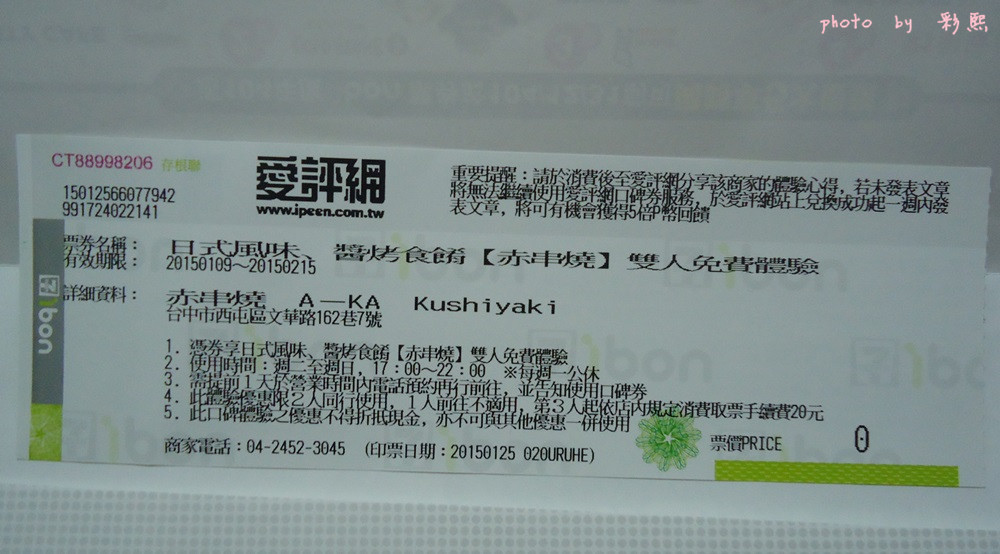 photo by 彩熙
CT88998206 存根聯
15012566077942
991724022141
愛評網
www.ipeen.com.tw
重要提醒：請於消費後至愛評網分享該商家的體驗心得，若未發表文章
將無法繼續使用愛評網口碑券服務，於愛評網站上兌換成功起一週內發
表文章，將可有機會獲得5倍P幣回饋
票券名稱： 日式風味、醬烤食餚【赤串燒】雙人免費體驗
有效期限： 20150109～20150215
詳細資料： 赤串燒 A－KA Kushiyaki
台中市西屯區文華路162巷7號
1. 憑券享日式風味、醬烤食餚【赤串燒】雙人免費體驗
2. 使用時間：週二至週日，17：00～22：00 ※每週一公休
3. 需提前1天於營業時間內電話預約再行前往，並告知使用口碑券
4. 此體驗優惠限2人同行使用，1人前往不適用，第3人起依店內規定消費取票手續費20元
5. 此口碑體驗之優惠不得折抵現金，亦不可與其他優惠一併使用
商家電話：04-2452-3045 (印票日期：20150125 020URUHE)
票價PRICE 0
ibon